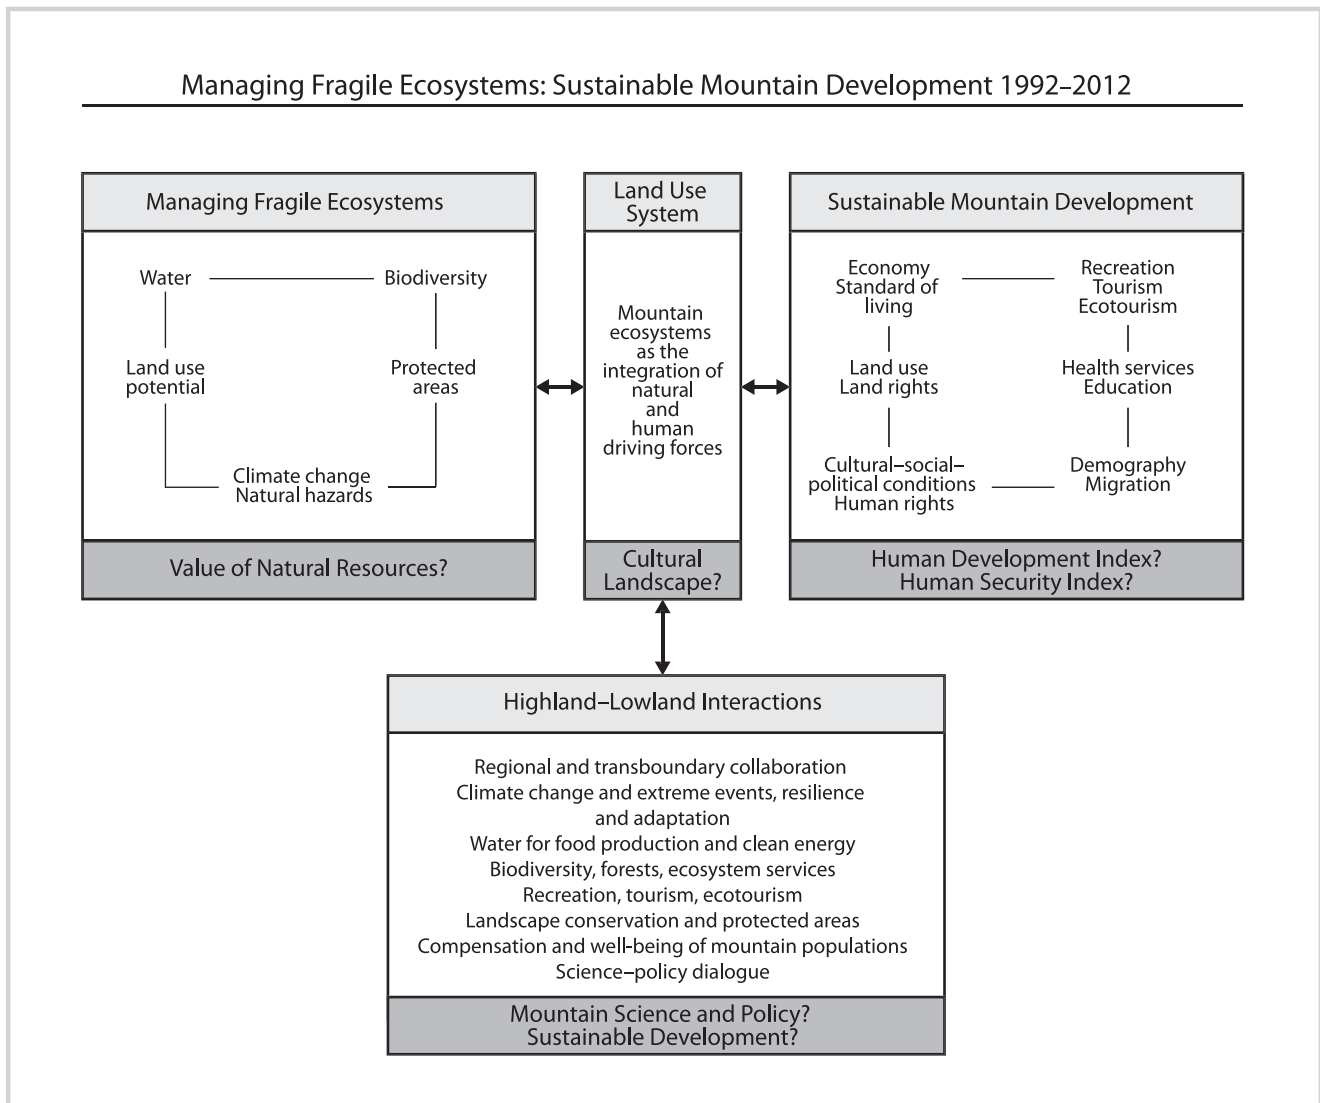 Managing Fragile Ecosystems: Sustainable Mountain Development 1992–2012
Managing Fragile Ecosystems
Water
Biodiversity
Land use
potential
Protected
areas
Climate change
Natural hazards
Value of Natural Resources?
Land Use
System
Mountain
ecosystems
as the
integration of
natural
and
human
driving forces
Cultural
Landscape?
Sustainable Mountain Development
Economy
Standard of
living
Recreation
Tourism
Ecotourism
Land use
Land rights
Health services
Education
Cultural–social–
political conditions
Human rights
Demography
Migration
Human Development Index?
Human Security Index?
Highland–Lowland Interactions
Regional and transboundary collaboration
Climate change and extreme events, resilience
and adaptation
Water for food production and clean energy
Biodiversity, forests, ecosystem services
Recreation, tourism, ecotourism
Landscape conservation and protected areas
Compensation and well-being of mountain populations
Science–policy dialogue
Mountain Science and Policy?
Sustainable Development?